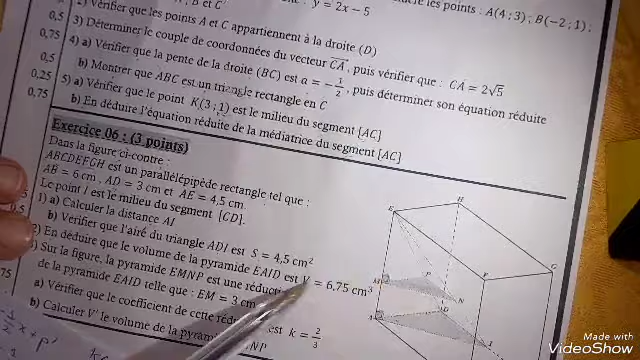 : y = 2x - 5
les points : A(4 ; 3) ; B(-2 ; 1) ;
Vérifier que les points A et C appartiennent à la droite (D)
0,5 3) Déterminer le couple de coordonnées du vecteur CA, puis vérifier que : CA = 2√5
0,75 4) a) Vérifier que la pente de la droite (BC) est a = -1/2, puis déterminer son équation réduite
0,5 b) Montrer que ABC est un triangle rectangle en C
0,25 5) a) Vérifier que le point K(3 ; 1) est le milieu du segment [AC]
0,75 b) En déduire l'équation réduite de la médiatrice du segment [AC]
Exercice 06 : (3 points)
Dans la figure ci-contre :
ABCDEFGH est un parallélépipède rectangle tel que :
AB = 6 cm, AD = 3 cm et AE = 4,5 cm.
Le point I est le milieu du segment [CD].
1) a) Calculer la distance AI
b) Vérifier que l'aire du triangle ADI est S = 4,5 cm²
2) En déduire que le volume de la pyramide EAID est V = 6,75 cm³
Sur la figure, la pyramide EMNP est une réduct
de la pyramide EAID telle que : EM = 3 cm
a) Vérifier que le coefficient de cette réd est k = 2/3
b) Calculer V' le volume de la pyram NP
E
H
F
G
M
P
N
A
D
I
Made with
VideoShow